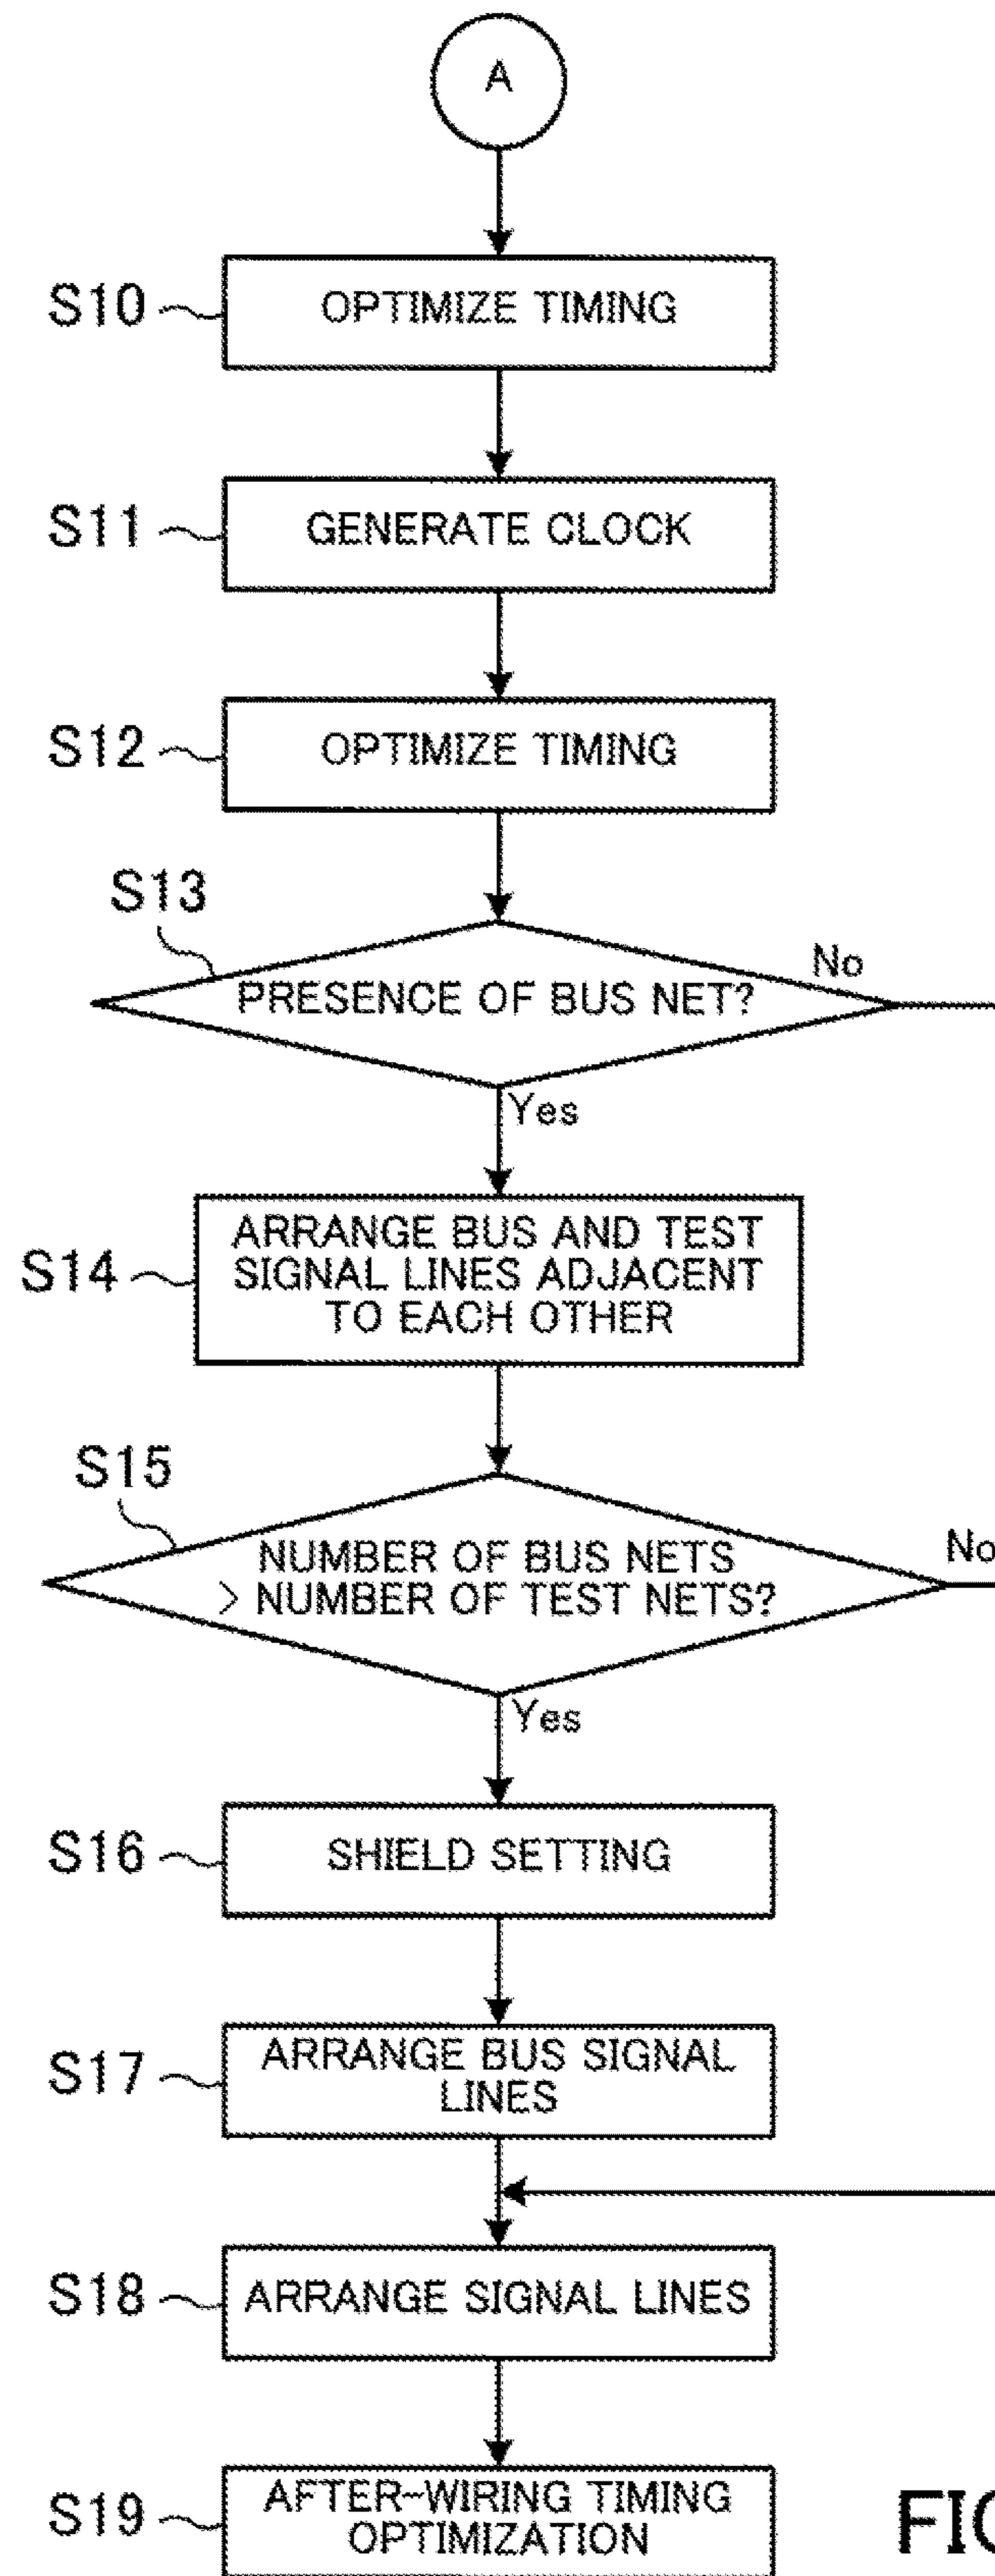 A
S10
OPTIMIZE TIMING
S11
GENERATE CLOCK
S12
OPTIMIZE TIMING
S13
PRESENCE OF BUS NET?
No
Yes
S14
ARRANGE BUS AND TEST
SIGNAL LINES ADJACENT
TO EACH OTHER
S15
NUMBER OF BUS NETS
> NUMBER OF TEST NETS?
No
Yes
S16
SHIELD SETTING
S17
ARRANGE BUS SIGNAL
LINES
S18
ARRANGE SIGNAL LINES
S19
AFTER-WIRING TIMING
OPTIMIZATION